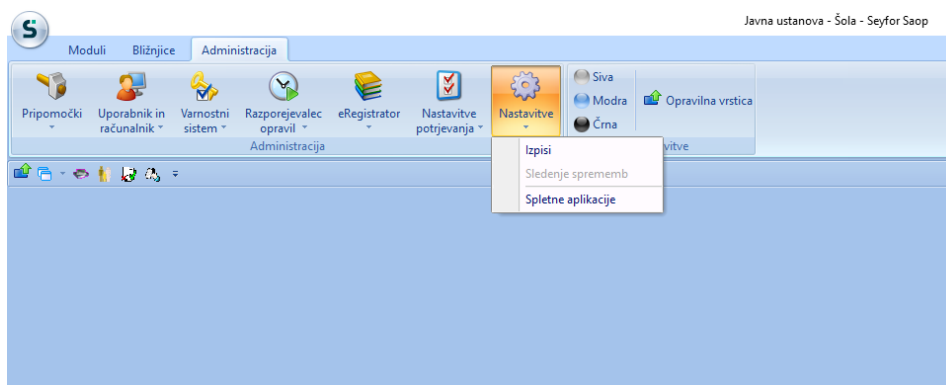 Javna ustanova - Šola - Seyfor Saop
S
Moduli Bližnjice Administracija
Pripomočki
Uporabnik in
računalnik
Varnostni
sistem
Razporejevalec
opravil
eRegistrator
Nastavitve
potrjevanja
Nastavitve
Siva
Modra
Črna
Opravilna vrstica
Administracija
vitve
Izpisi
Sledenje sprememb
Spletne aplikacije